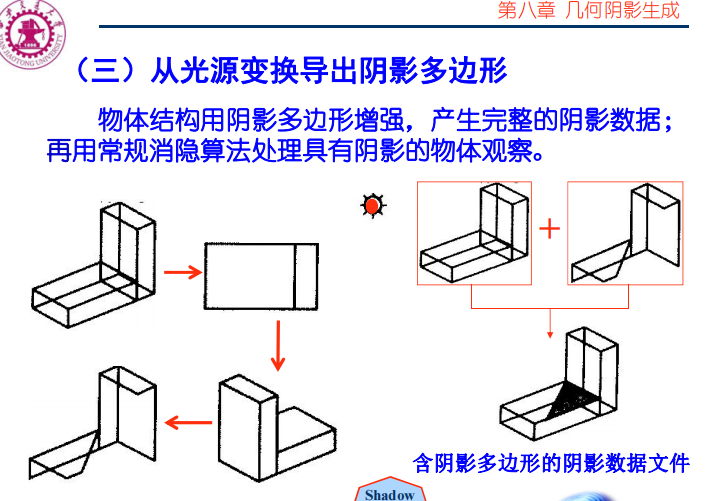 第八章 几何阴影生成
（三）从光源变换导出阴影多边形
物体结构用阴影多边形增强，产生完整的阴影数据；
再用常规消隐算法处理具有阴影的物体观察。
含阴影多边形的阴影数据文件
Shadow